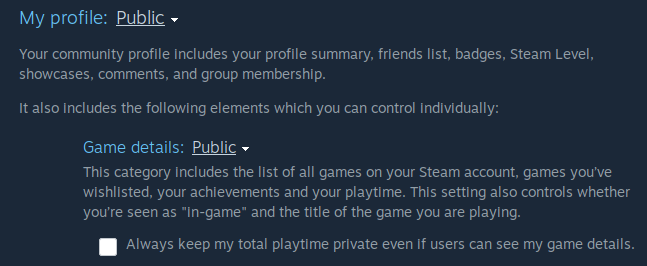 My profile: Public
Your community profile includes your profile summary, friends list, badges, Steam Level,
showcases, comments, and group membership.
It also includes the following elements which you can control individually:
Game details: Public
This category includes the list of all games on your Steam account, games you've
wishlisted, your achievements and your playtime. This setting also controls whether
you're seen as "in-game" and the title of the game you are playing.
Always keep my total playtime private even if users can see my game details.